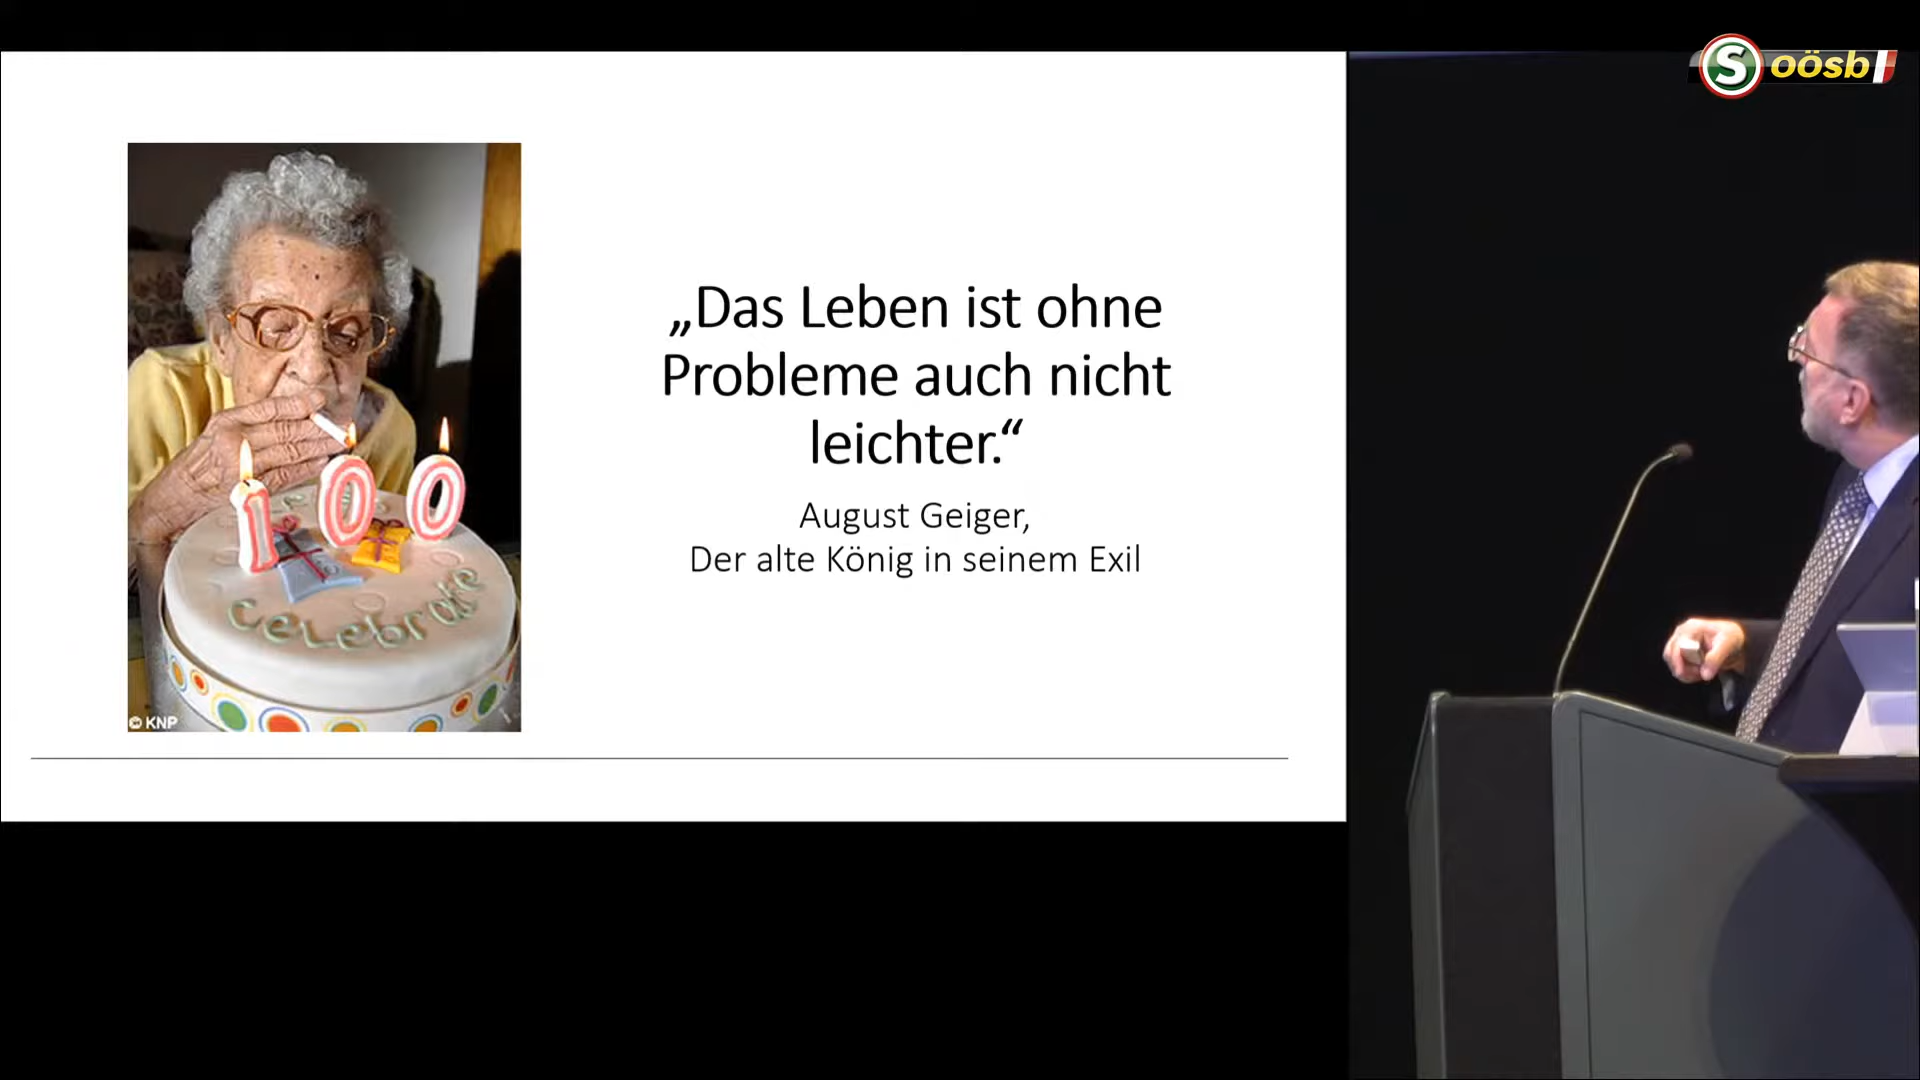 S oösb
„Das Leben ist ohne
Probleme auch nicht
leichter.“
August Geiger,
Der alte König in seinem Exil
100
celebrate
© KNP